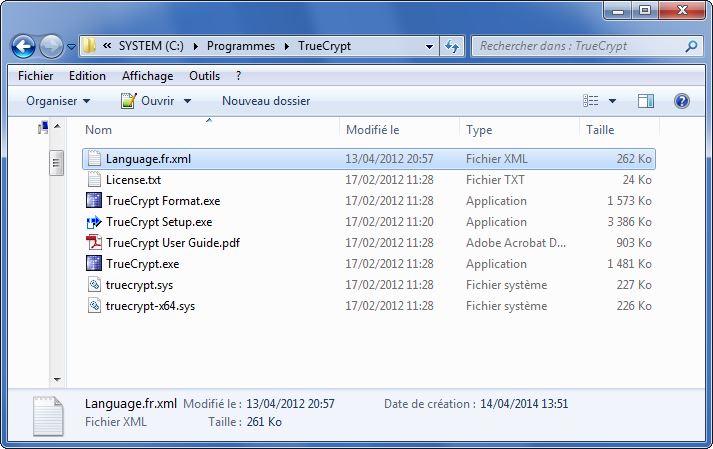 « SYSTEM (C:) Programmes TrueCrypt Rechercher dans : TrueCrypt
Fichier Edition Affichage Outils ?
Organiser Ouvrir Nouveau dossier
Nom Modifié le Type Taille
Language.fr.xml 13/04/2012 20:57 Fichier XML 262 Ko
License.txt 17/02/2012 11:28 Fichier TXT 24 Ko
TrueCrypt Format.exe 17/02/2012 11:28 Application 1 573 Ko
TrueCrypt Setup.exe 17/02/2012 11:20 Application 3 386 Ko
TrueCrypt User Guide.pdf 17/02/2012 11:28 Adobe Acrobat D... 903 Ko
TrueCrypt.exe 17/02/2012 11:28 Application 1 481 Ko
truecrypt.sys 17/02/2012 11:28 Fichier système 227 Ko
truecrypt-x64.sys 17/02/2012 11:28 Fichier système 226 Ko
Language.fr.xml Modifié le : 13/04/2012 20:57 Date de création : 14/04/2014 13:51
Fichier XML Taille : 261 Ko